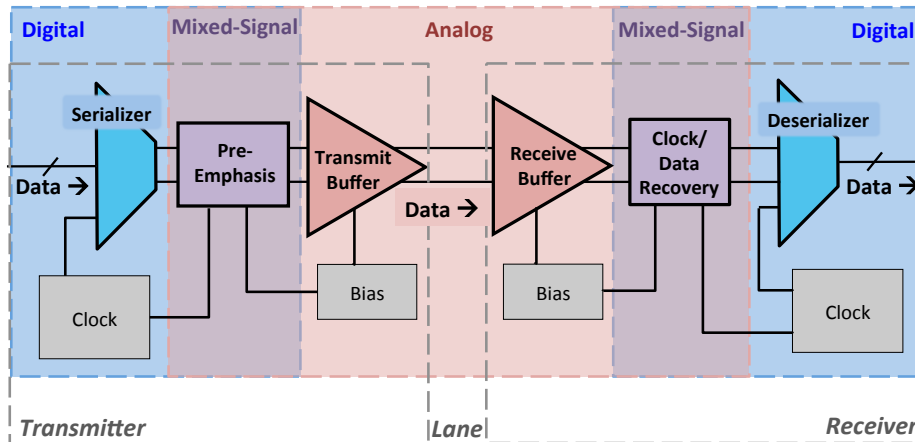 Digital
Mixed-Signal
Analog
Mixed-Signal
Digital
Serializer
Pre-
Emphasis
Transmit
Buffer
Receive
Buffer
Clock/
Data
Recovery
Deserializer
Data →
Data →
Data →
Clock
Bias
Bias
Clock
Transmitter
Lane
Receiver